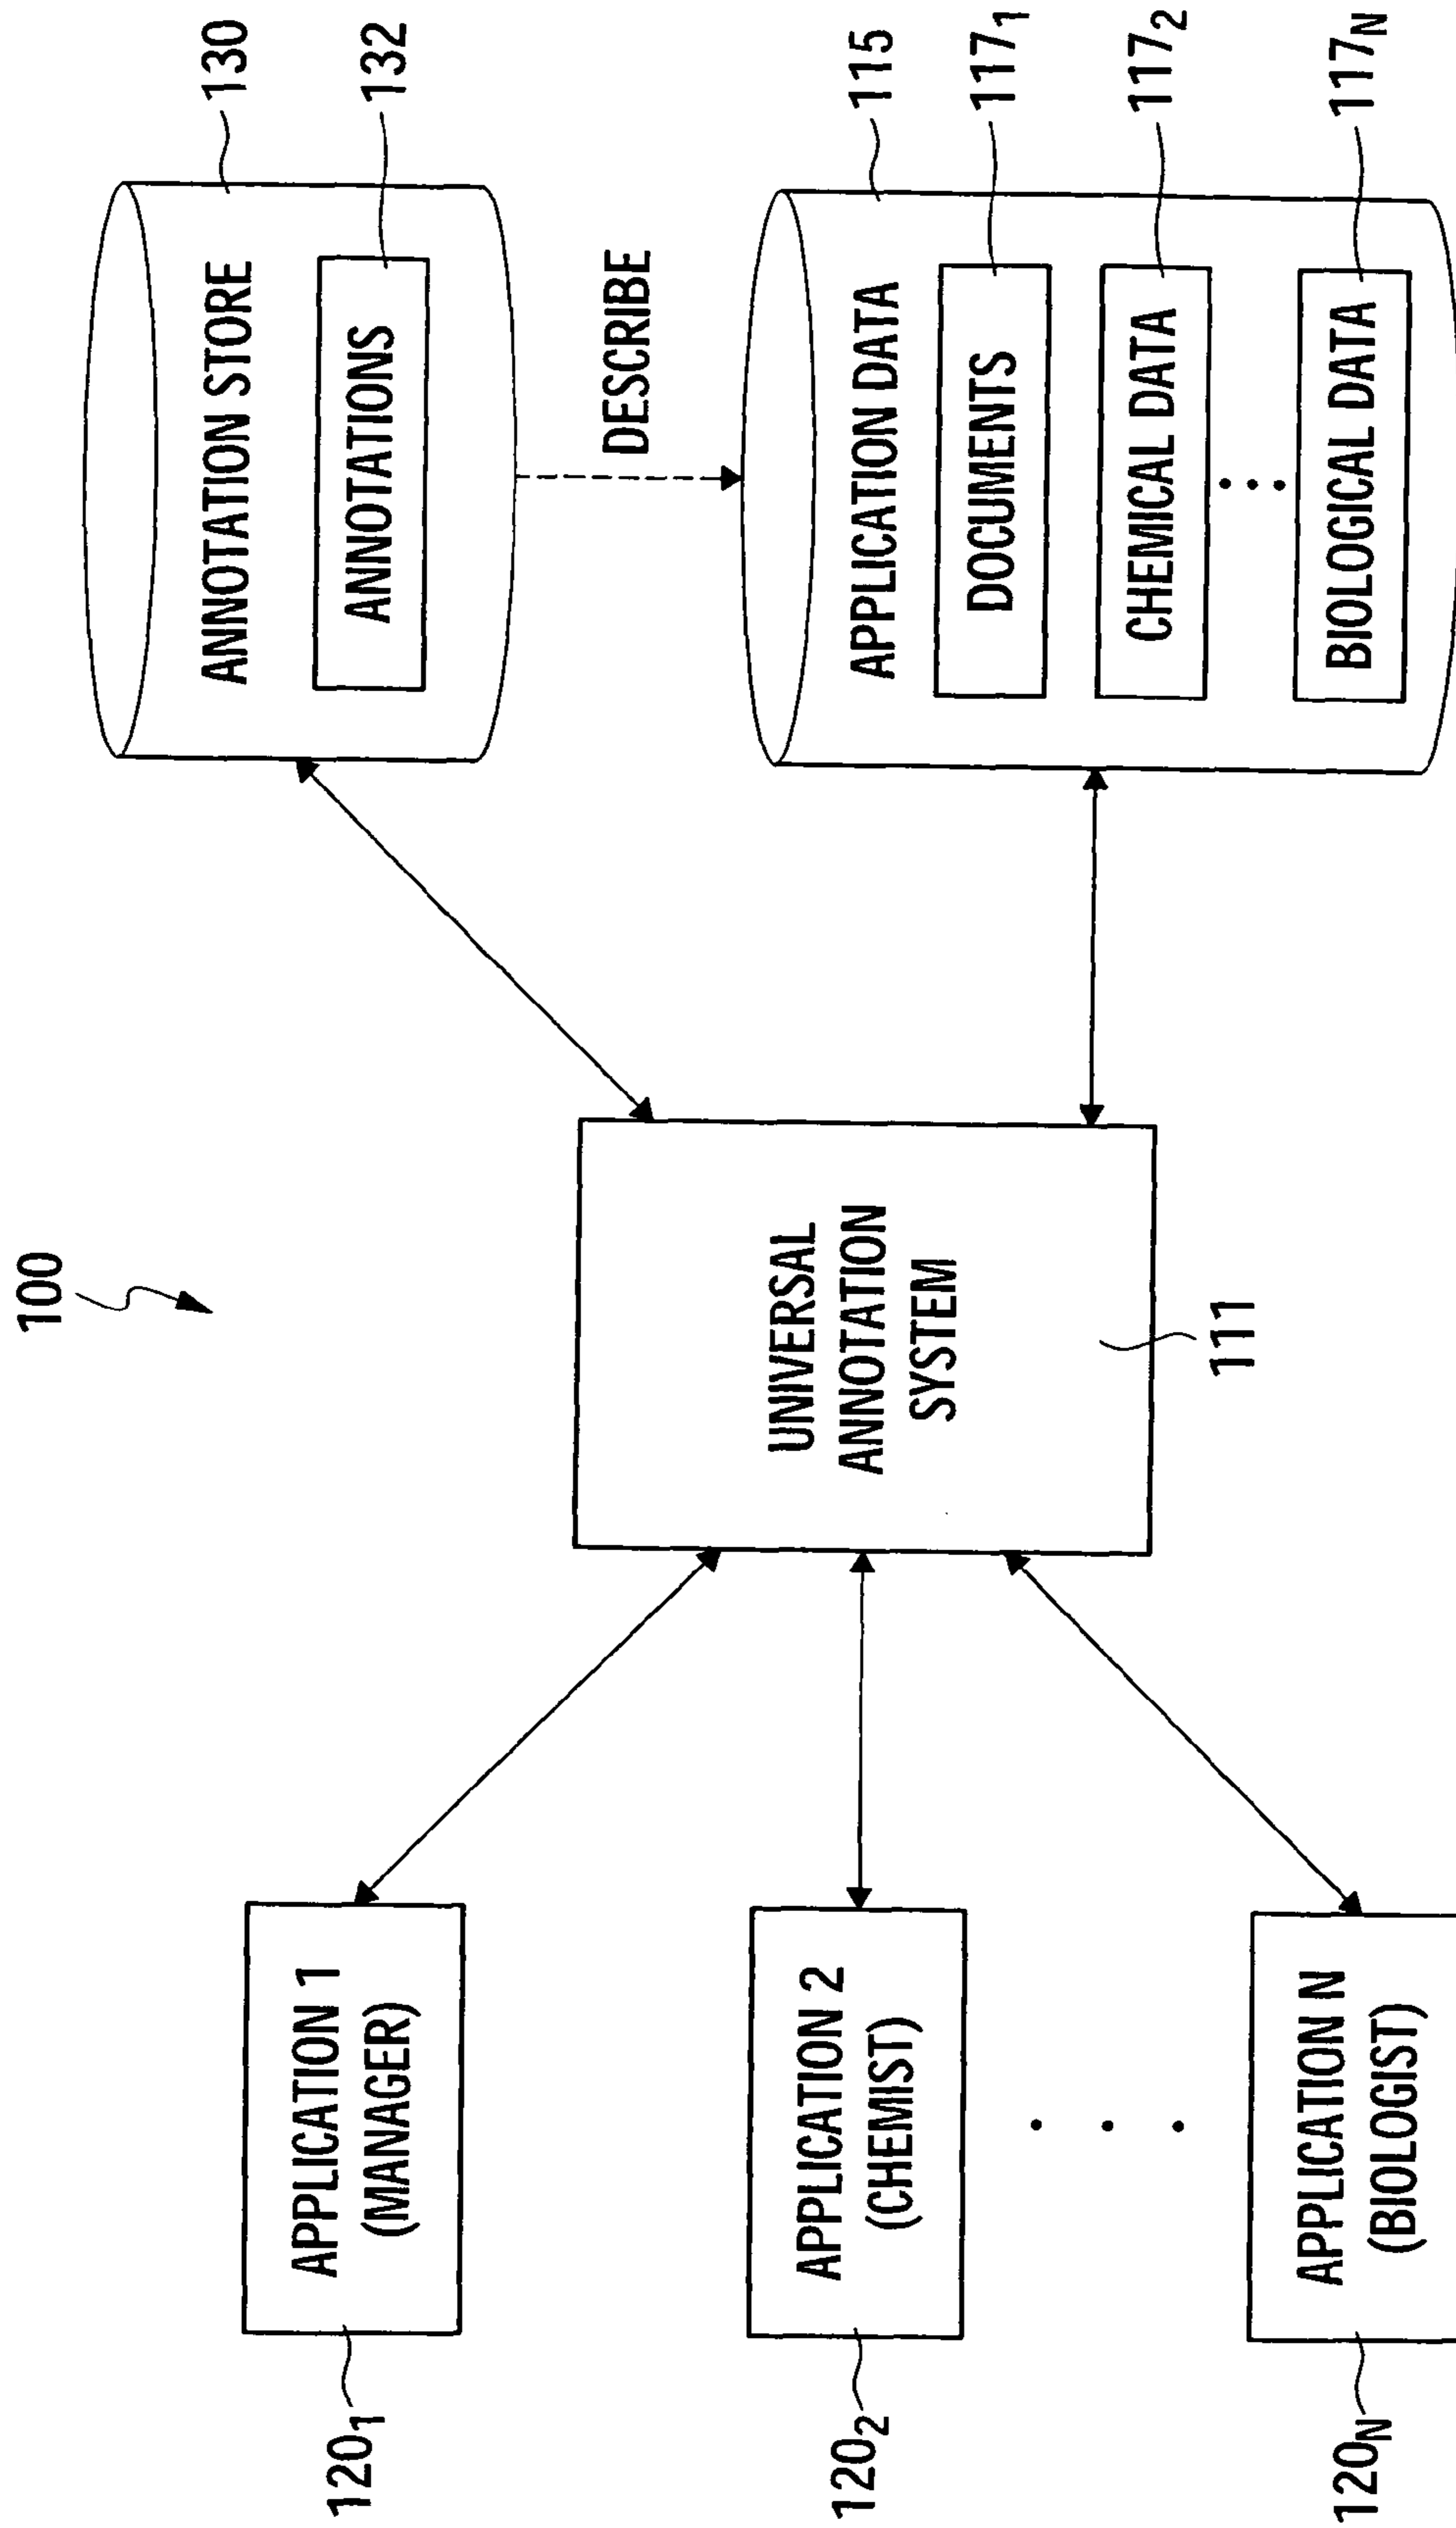 100
120₁
APPLICATION 1
(MANAGER)
120₂
APPLICATION 2
(CHEMIST)
120N
APPLICATION N
(BIOLOGIST)
UNIVERSAL
ANNOTATION
SYSTEM
111
ANNOTATION STORE
ANNOTATIONS
130
132
DESCRIBE
APPLICATION DATA
115
DOCUMENTS
117₁
CHEMICAL DATA
117₂
BIOLOGICAL DATA
117N